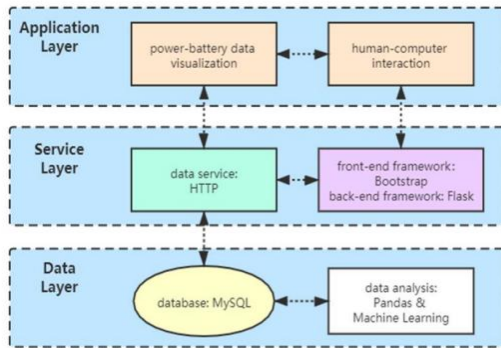 Application
Layer
power-battery data
visualization
human-computer
interaction
Service
Layer
data service:
HTTP
front-end framework:
Bootstrap
back-end framework: Flask
Data
Layer
database: MySQL
data analysis:
Pandas &
Machine Learning